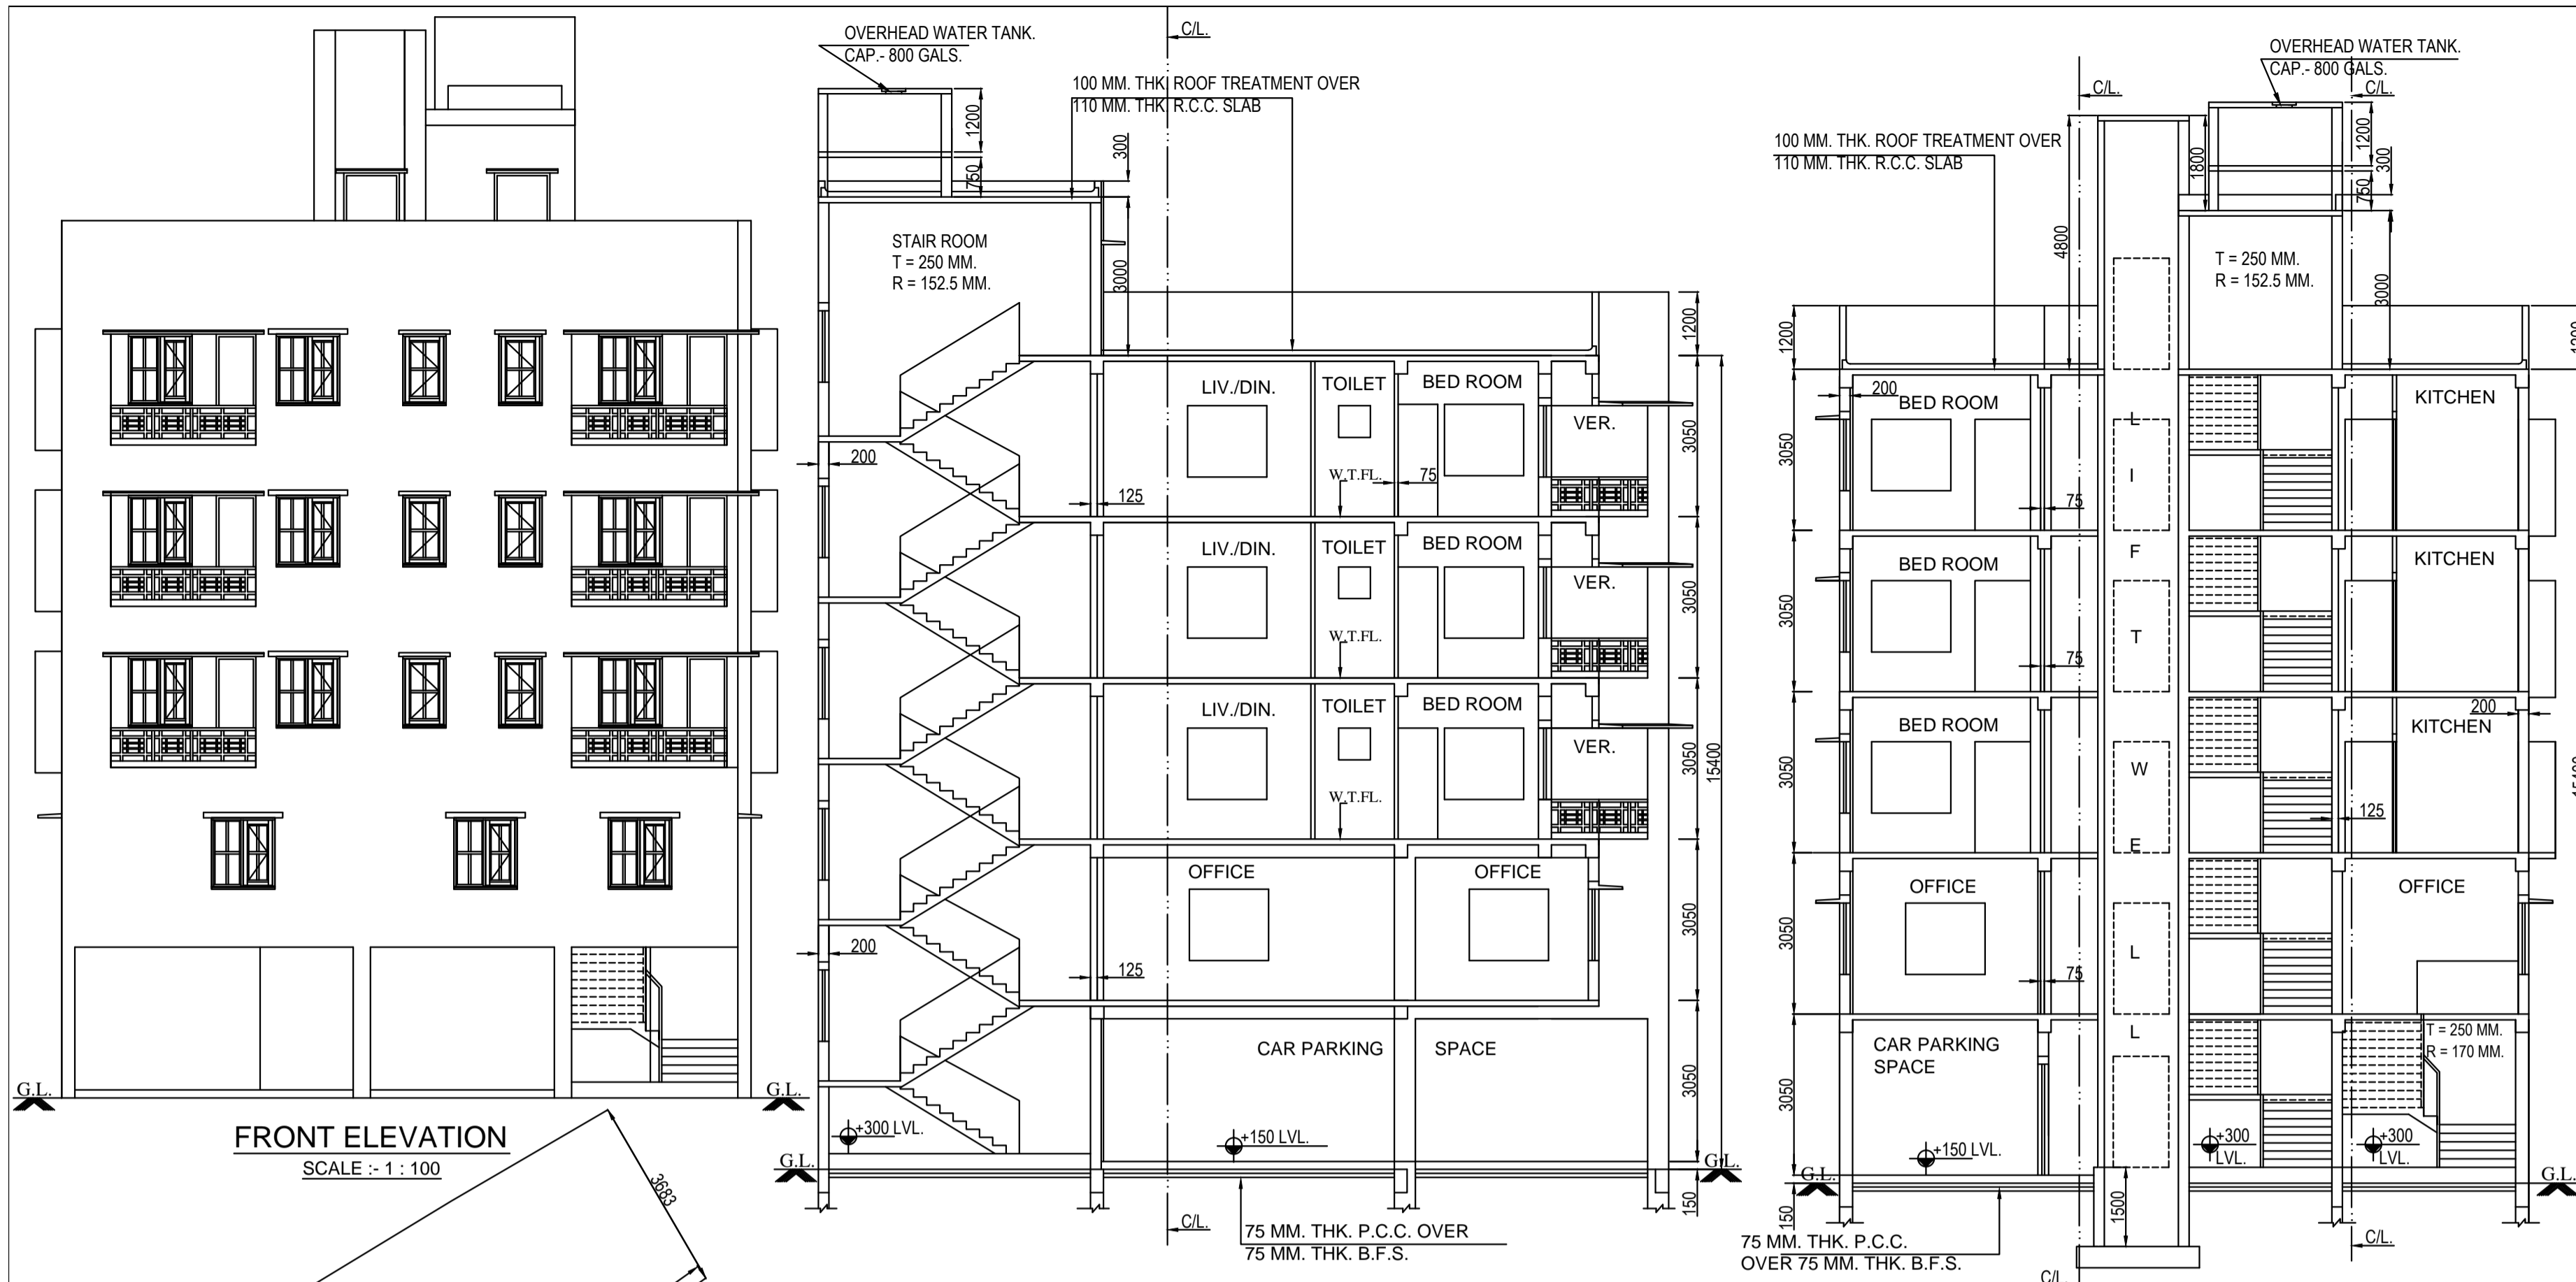 G.L.
G.L.
FRONT ELEVATION
SCALE :- 1 : 100
3683
OVERHEAD WATER TANK.
CAP.- 800 GALS.
C/L.
100 MM. THK. ROOF TREATMENT OVER
110 MM. THK. R.C.C. SLAB
1200
750
300
STAIR ROOM
T = 250 MM.
R = 152.5 MM.
3000
1200
LIV./DIN.
TOILET
BED ROOM
VER.
3050
200
W.T.FL.
75
125
LIV./DIN.
TOILET
BED ROOM
VER.
3050
W.T.FL.
LIV./DIN.
TOILET
BED ROOM
VER.
3050
15400
W.T.FL.
OFFICE
OFFICE
3050
200
125
CAR PARKING
SPACE
3050
+300 LVL.
+150 LVL.
G.L.
G.L.
150
C/L.
75 MM. THK. P.C.C. OVER
75 MM. THK. B.F.S.
OVERHEAD WATER TANK.
CAP.- 800 GALS.
C/L.
C/L.
100 MM. THK. ROOF TREATMENT OVER
110 MM. THK. R.C.C. SLAB
1800
1200
300
750
4800
T = 250 MM.
R = 152.5 MM.
3000
1200
200
BED ROOM
KITCHEN
3050
75
L
I
F
T
W
E
L
L
BED ROOM
KITCHEN
3050
75
BED ROOM
200
KITCHEN
3050
125
OFFICE
OFFICE
3050
75
CAR PARKING
SPACE
T = 250 MM.
R = 170 MM.
3050
+150 LVL.
+300
LVL.
+300
LVL.
G.L.
G.L.
150
1500
75 MM. THK. P.C.C.
OVER 75 MM. THK. B.F.S.
C/L.
C/L.